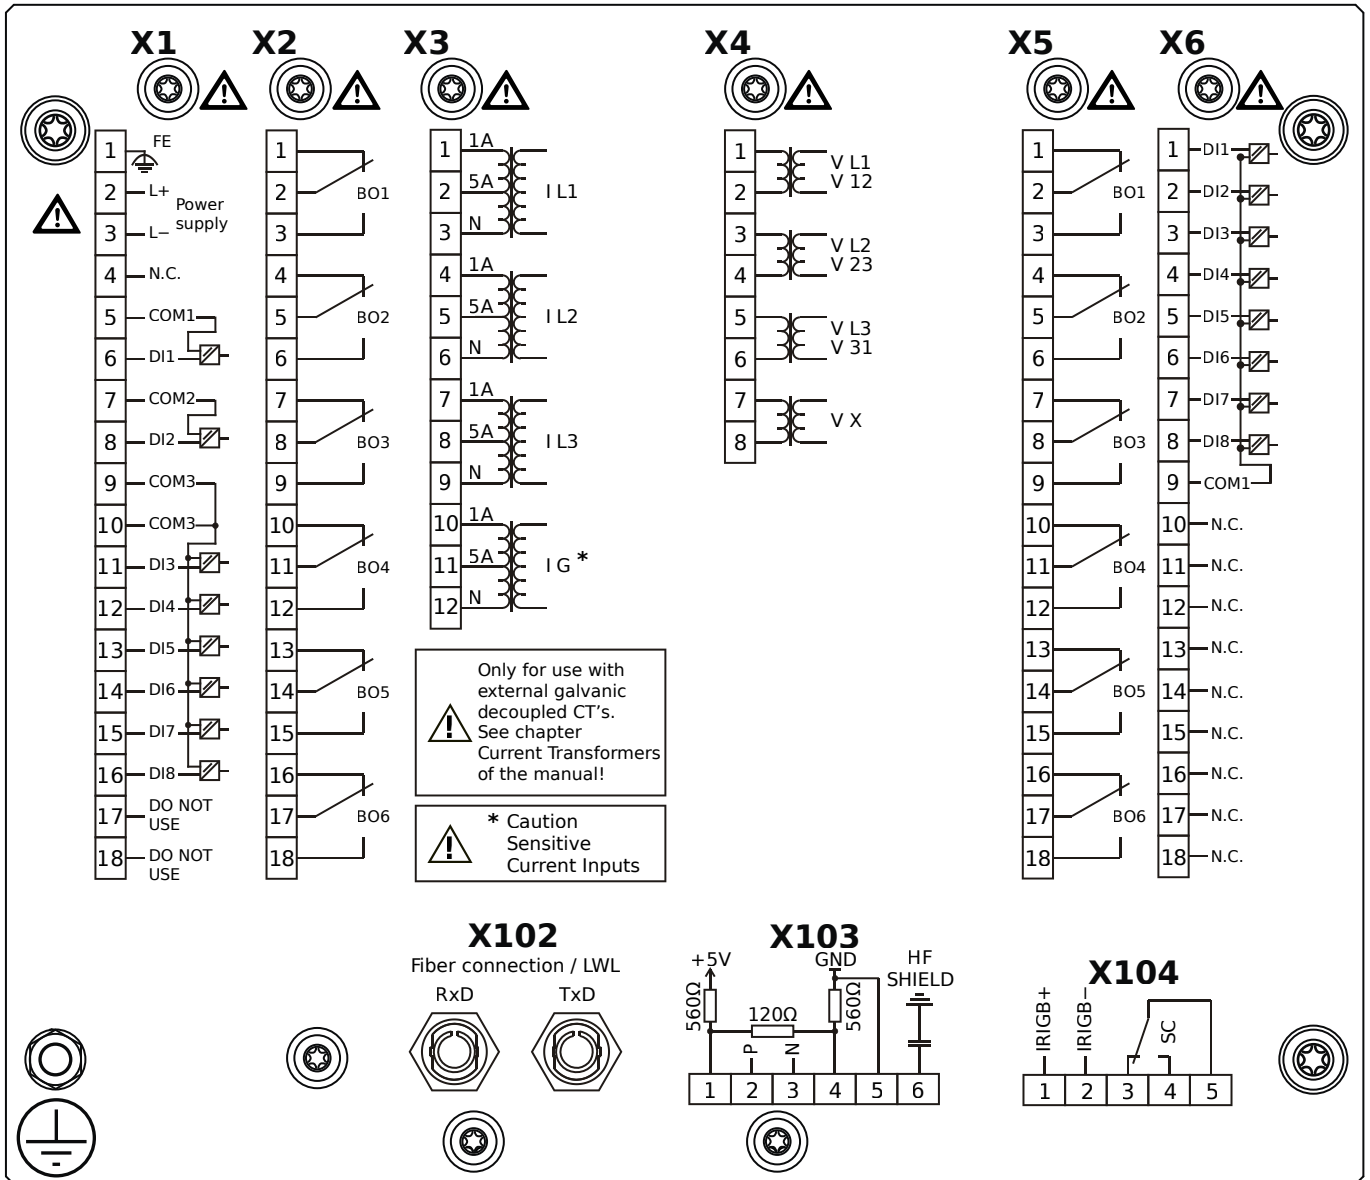 X1 X2 X3 X4 X5 X6
1 FE
2 L+
Power
supply
3 L−
4 N.C.
5 COM1
6 DI1
7 COM2
8 DI2
9 COM3
10 COM3
11 DI3
12 DI4
13 DI5
14 DI6
15 DI7
16 DI8
17 DO NOT
USE
18 DO NOT
USE
1
2 BO1
3
4
5 BO2
6
7
8 BO3
9
10
11 BO4
12
13
14 BO5
15
16
17 BO6
18
1 1A
2 5A I L1
3 N
4 1A
5 5A I L2
6 N
7 1A
8 5A I L3
9 N
10 1A
11 5A I G *
12 N
Only for use with
external galvanic
decoupled CT's.
See chapter
Current Transformers
of the manual!
* Caution
Sensitive
Current Inputs
1 V L1
2 V 12
3 V L2
4 V 23
5 V L3
6 V 31
7 V X
8
1
2 BO1
3
4
5 BO2
6
7
8 BO3
9
10
11 BO4
12
13
14 BO5
15
16
17 BO6
18
1 DI1
2 DI2
3 DI3
4 DI4
5 DI5
6 DI6
7 DI7
8 DI8
9 COM1
10 N.C.
11 N.C.
12 N.C.
13 N.C.
14 N.C.
15 N.C.
16 N.C.
17 N.C.
18 N.C.
X102
Fiber connection / LWL
RxD TxD
X103
+5V GND HF
SHIELD
560Ω 120Ω 560Ω
P N
1 2 3 4 5 6
X104
IRIGB+ IRIGB− SC
1 2 3 4 5